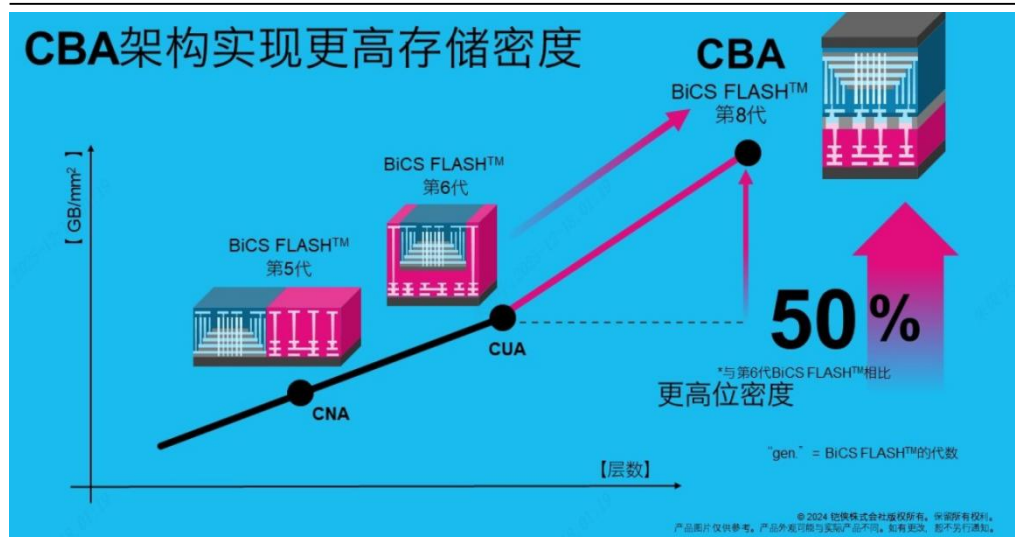 CBA架构实现更高存储密度
CBA
BiCS FLASH™
第8代
【 GB/mm² 】
BiCS FLASH™
第6代
BiCS FLASH™
第5代
CUA
CNA
50%
*与第6代BiCS FLASH™相比
更高位密度
【层数】
"gen." = BiCS FLASH™的代数
© 2024 铠侠株式会社版权所有。保留所有权利。
产品图片仅供参考。产品外观可能与实际产品不同。如有更改，恕不另行通知。